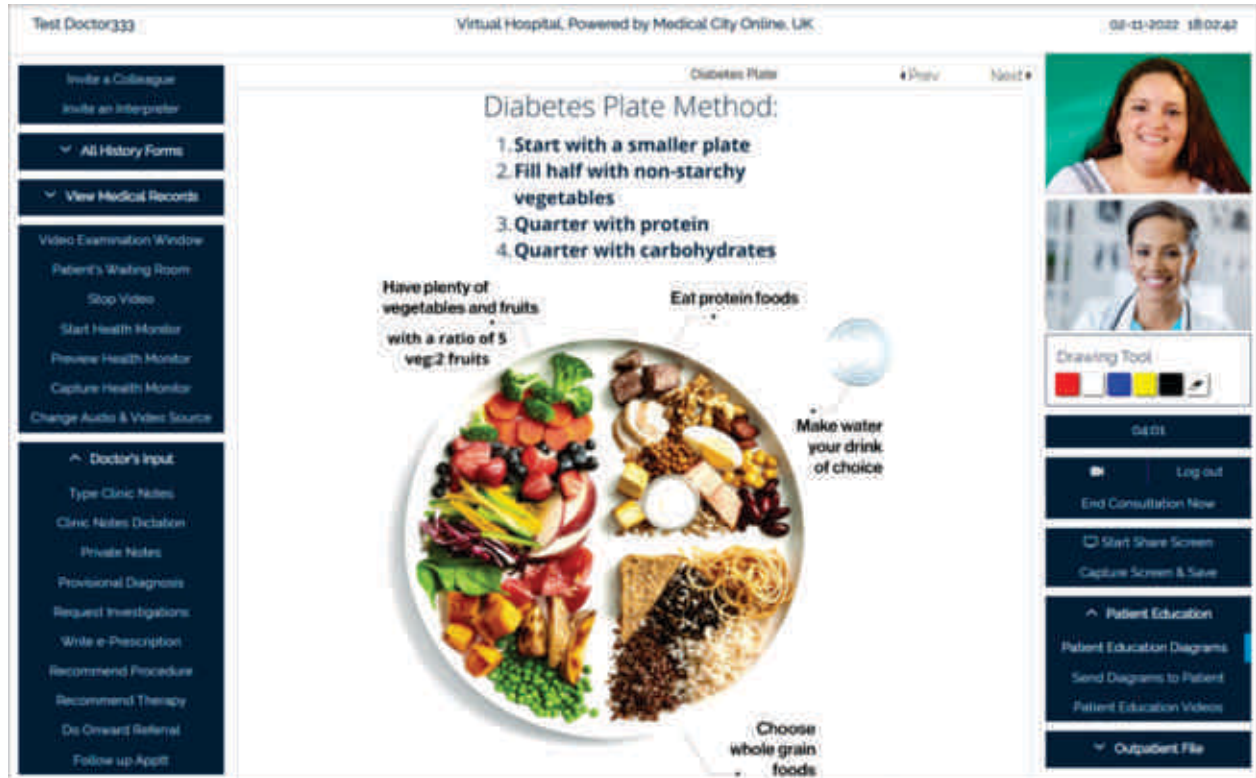 Test Doctor333
Virtual Hospital, Powered by Medical City Online, UK
02-11-2022 18:02:42
Invite a Colleague
Invite an Interpreter
All History Forms
View Medical Records
Video Examination Window
Patient's Waiting Room
Stop Video
Start Health Monitor
Preview Health Monitor
Capture Health Monitor
Change Audio & Video Source
Doctor's Input
Type Clinic Notes
Clinic Notes Dictation
Private Notes
Provisional Diagnosis
Request Investigations
Write e-Prescription
Recommend Procedure
Recommend Therapy
Do Onward Referral
Follow up Apptt
Diabetes Plate
Prev
Next
Diabetes Plate Method:
1. Start with a smaller plate
2. Fill half with non-starchy
vegetables
3. Quarter with protein
4. Quarter with carbohydrates
Have plenty of
vegetables and fruits
with a ratio of 5
veg:2 fruits
Eat protein foods
Make water
your drink
of choice
Choose
whole grain
foods
Drawing Tool
04:01
Log out
End Consultation Now
Start Share Screen
Capture Screen & Save
Patient Education
Patient Education Diagrams
Send Diagrams to Patient
Patient Education Videos
Outpatient File